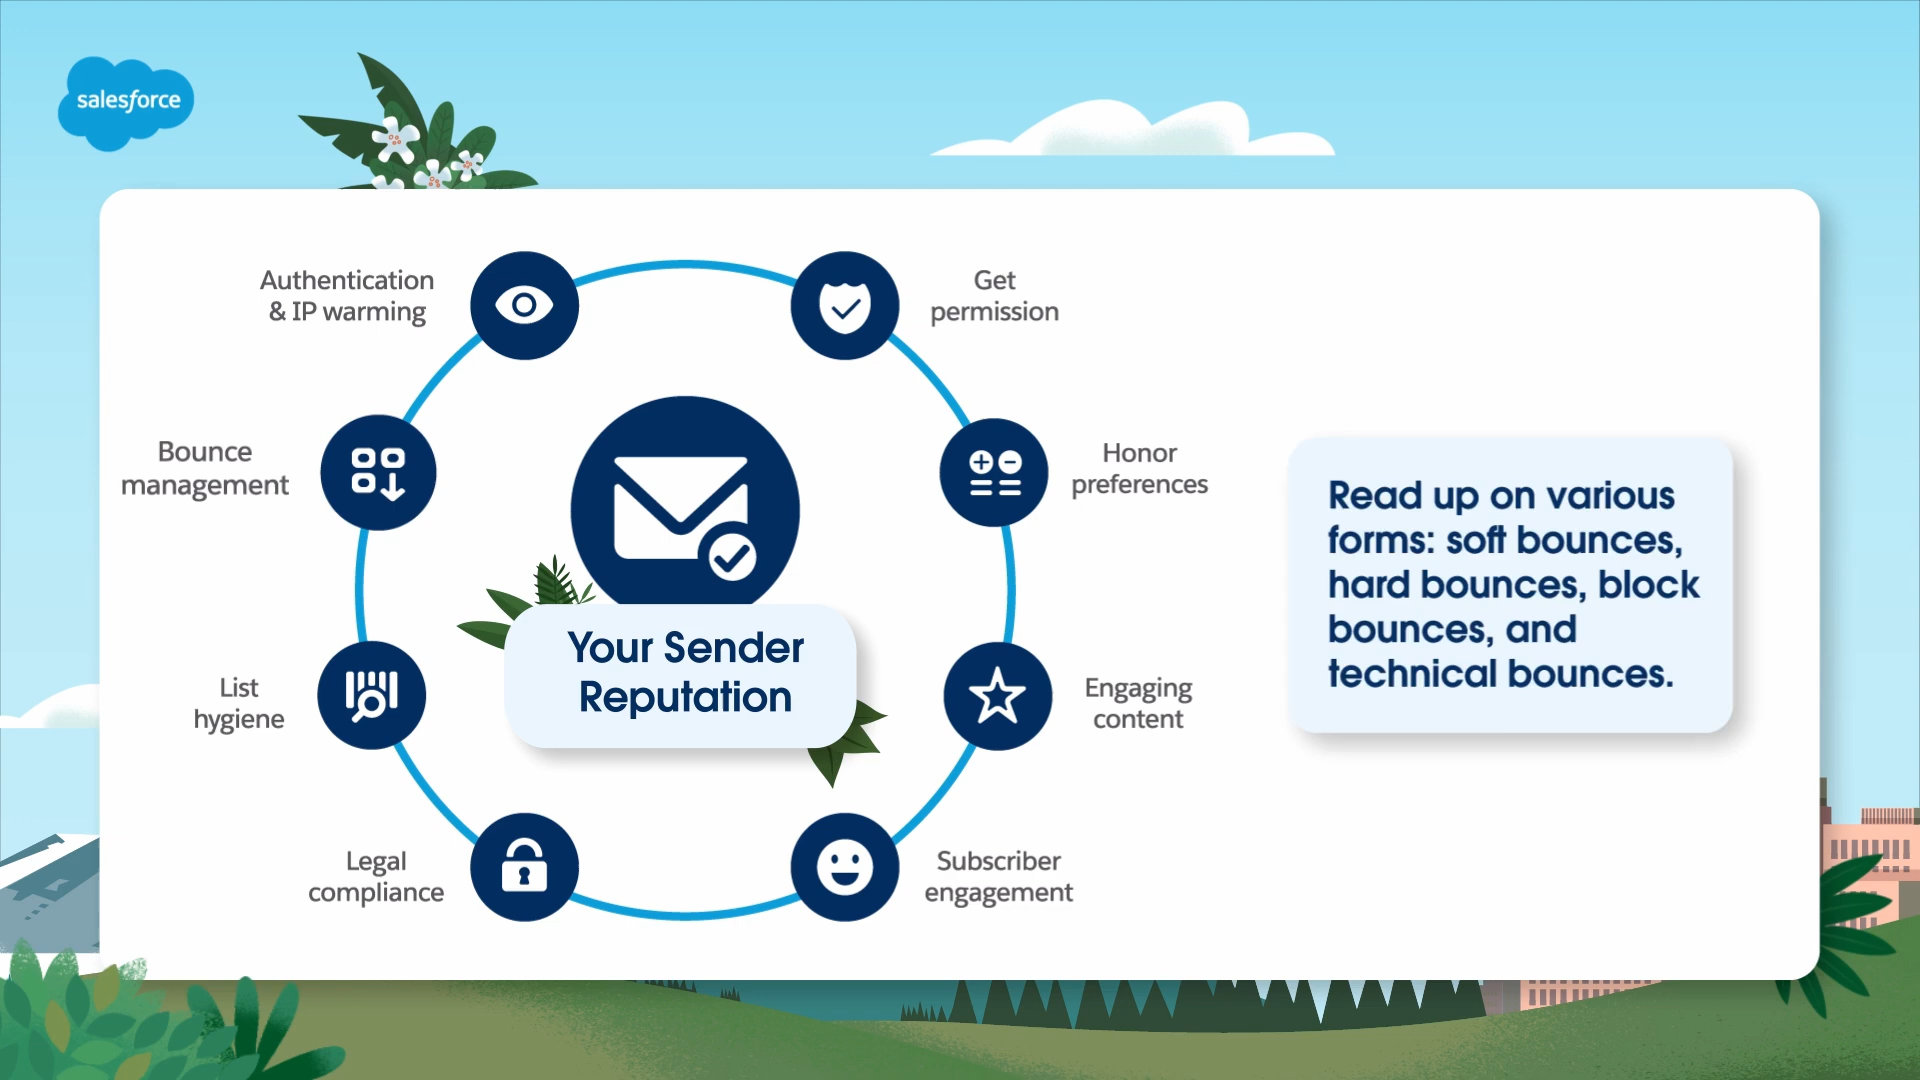 salesforce
Authentication
& IP warming
Get
permission
Bounce
management
Honor
preferences
List
hygiene
Your Sender
Reputation
Engaging
content
Legal
compliance
Subscriber
engagement
Read up on various
forms: soft bounces,
hard bounces, block
bounces, and
technical bounces.